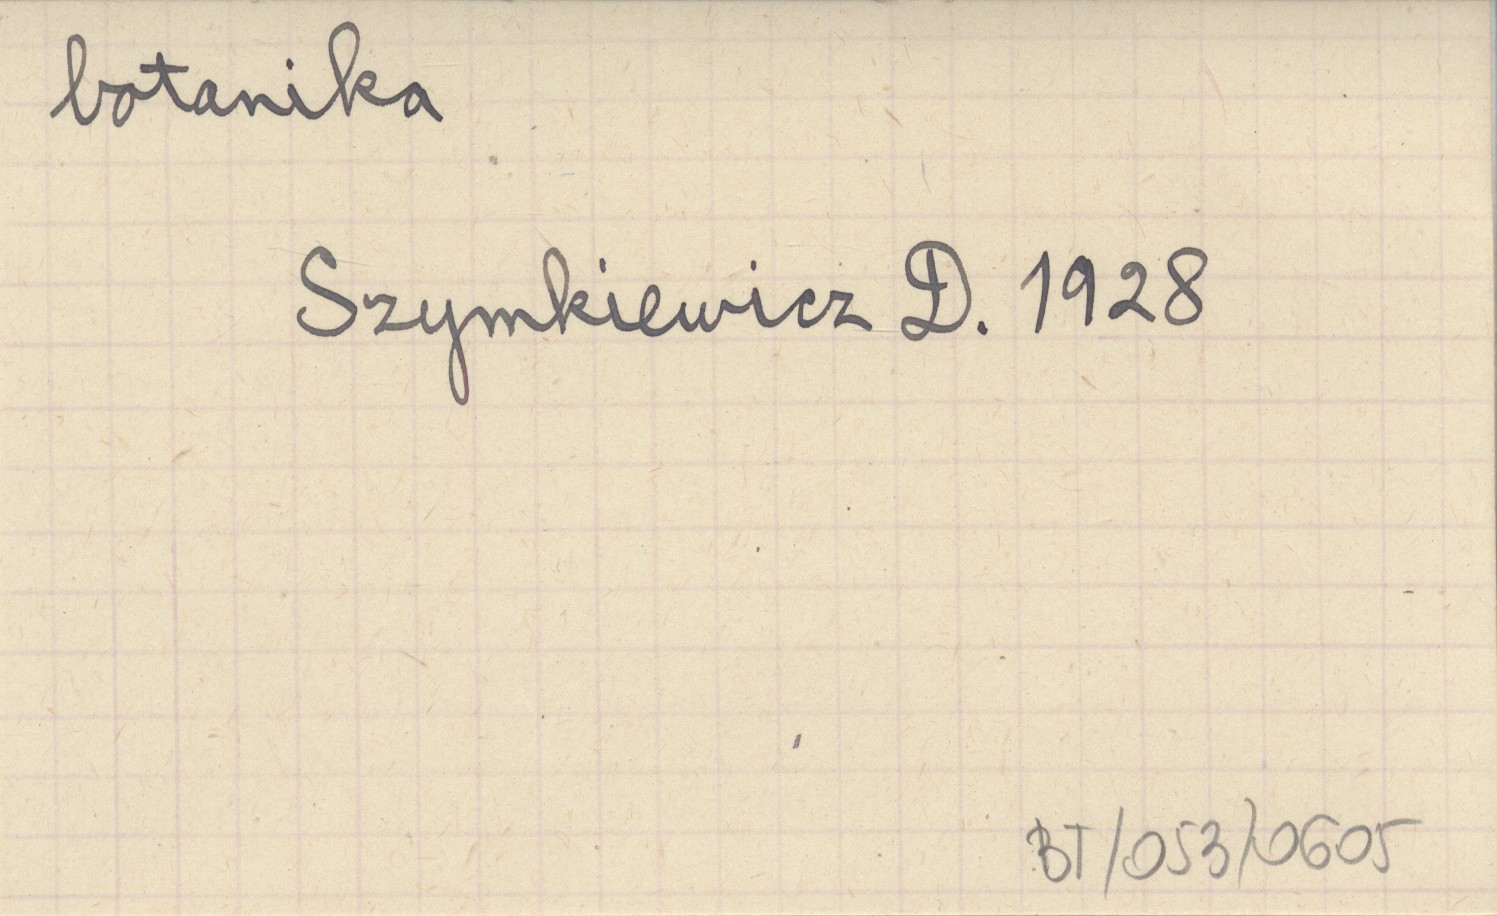 botanika
Szymkiewicz D. 1928
BT/053/0605